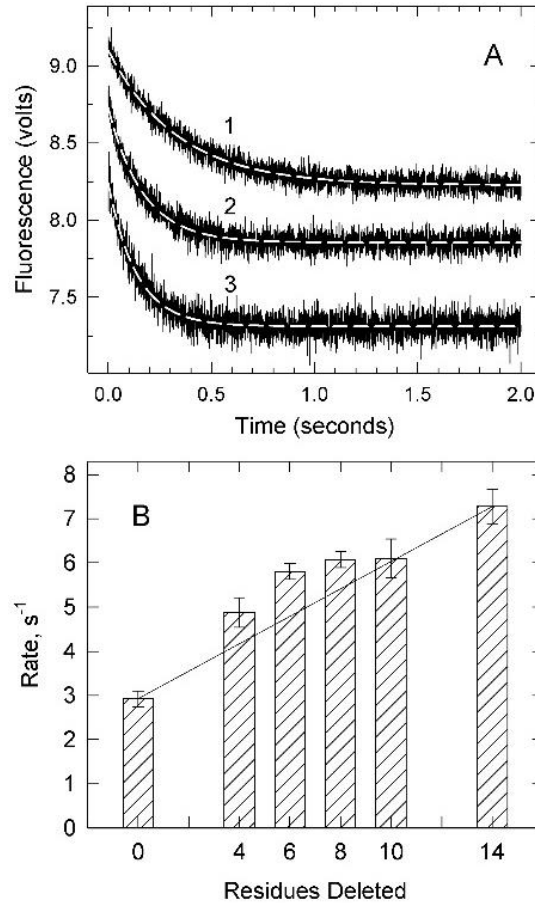 A
9.0
8.5
8.0
7.5
Fluorescence (volts)
1
2
3
0.0 0.5 1.0 1.5 2.0
Time (seconds)
B
8
7
6
5
4
3
2
1
0
Rate, s⁻¹
0 4 6 8 10 14
Residues Deleted